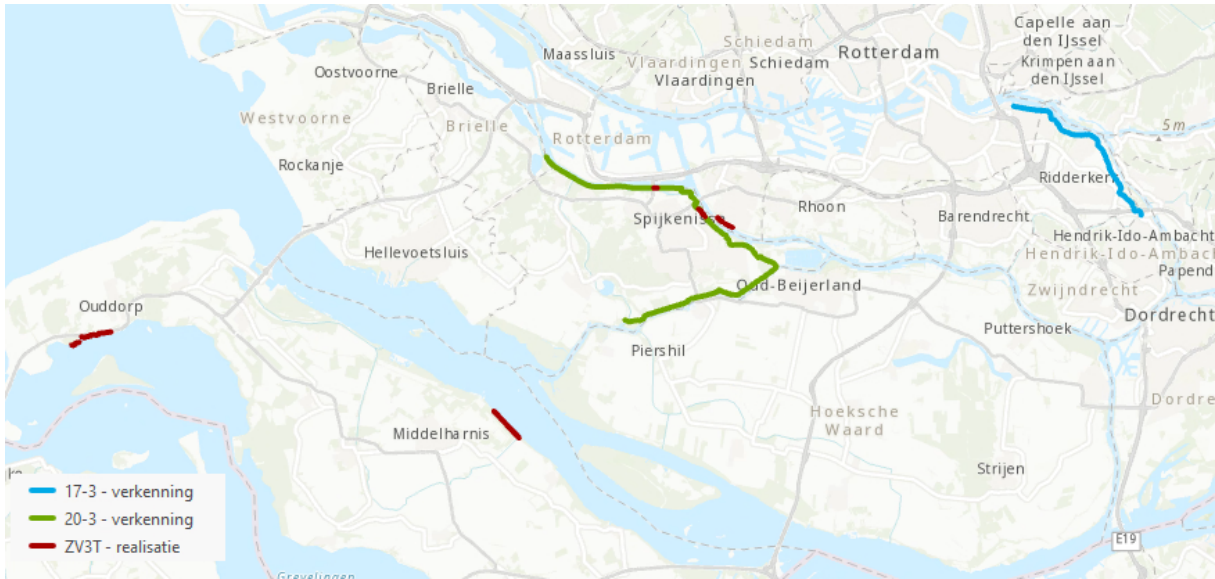 Capelle aan
den IJssel
Krimpen aan
den IJssel
Schiedam
Rotterdam
Maassluis
Vlaardingen
Schiedam
Vlaardingen
Oostvoorne
Brielle
Westvoorne
Brielle
Rotterdam
5 m
Rockanje
Ridderkerk
Spijkenisse
Rhoon
Barendrecht
Hendrik-Ido-Ambacht
Hendrik-Ido-Ambach
Hellevoetsluis
Papend
Oud-Beijerland
Zwijndrecht
Ouddorp
Dordrecht
Puttershoek
Piershil
Dordre
Hoeksche
Waard
Middelharnis
Strijen
17-3 - verkenning
20-3 - verkenning
ZV3T - realisatie
E19
Grevelingen